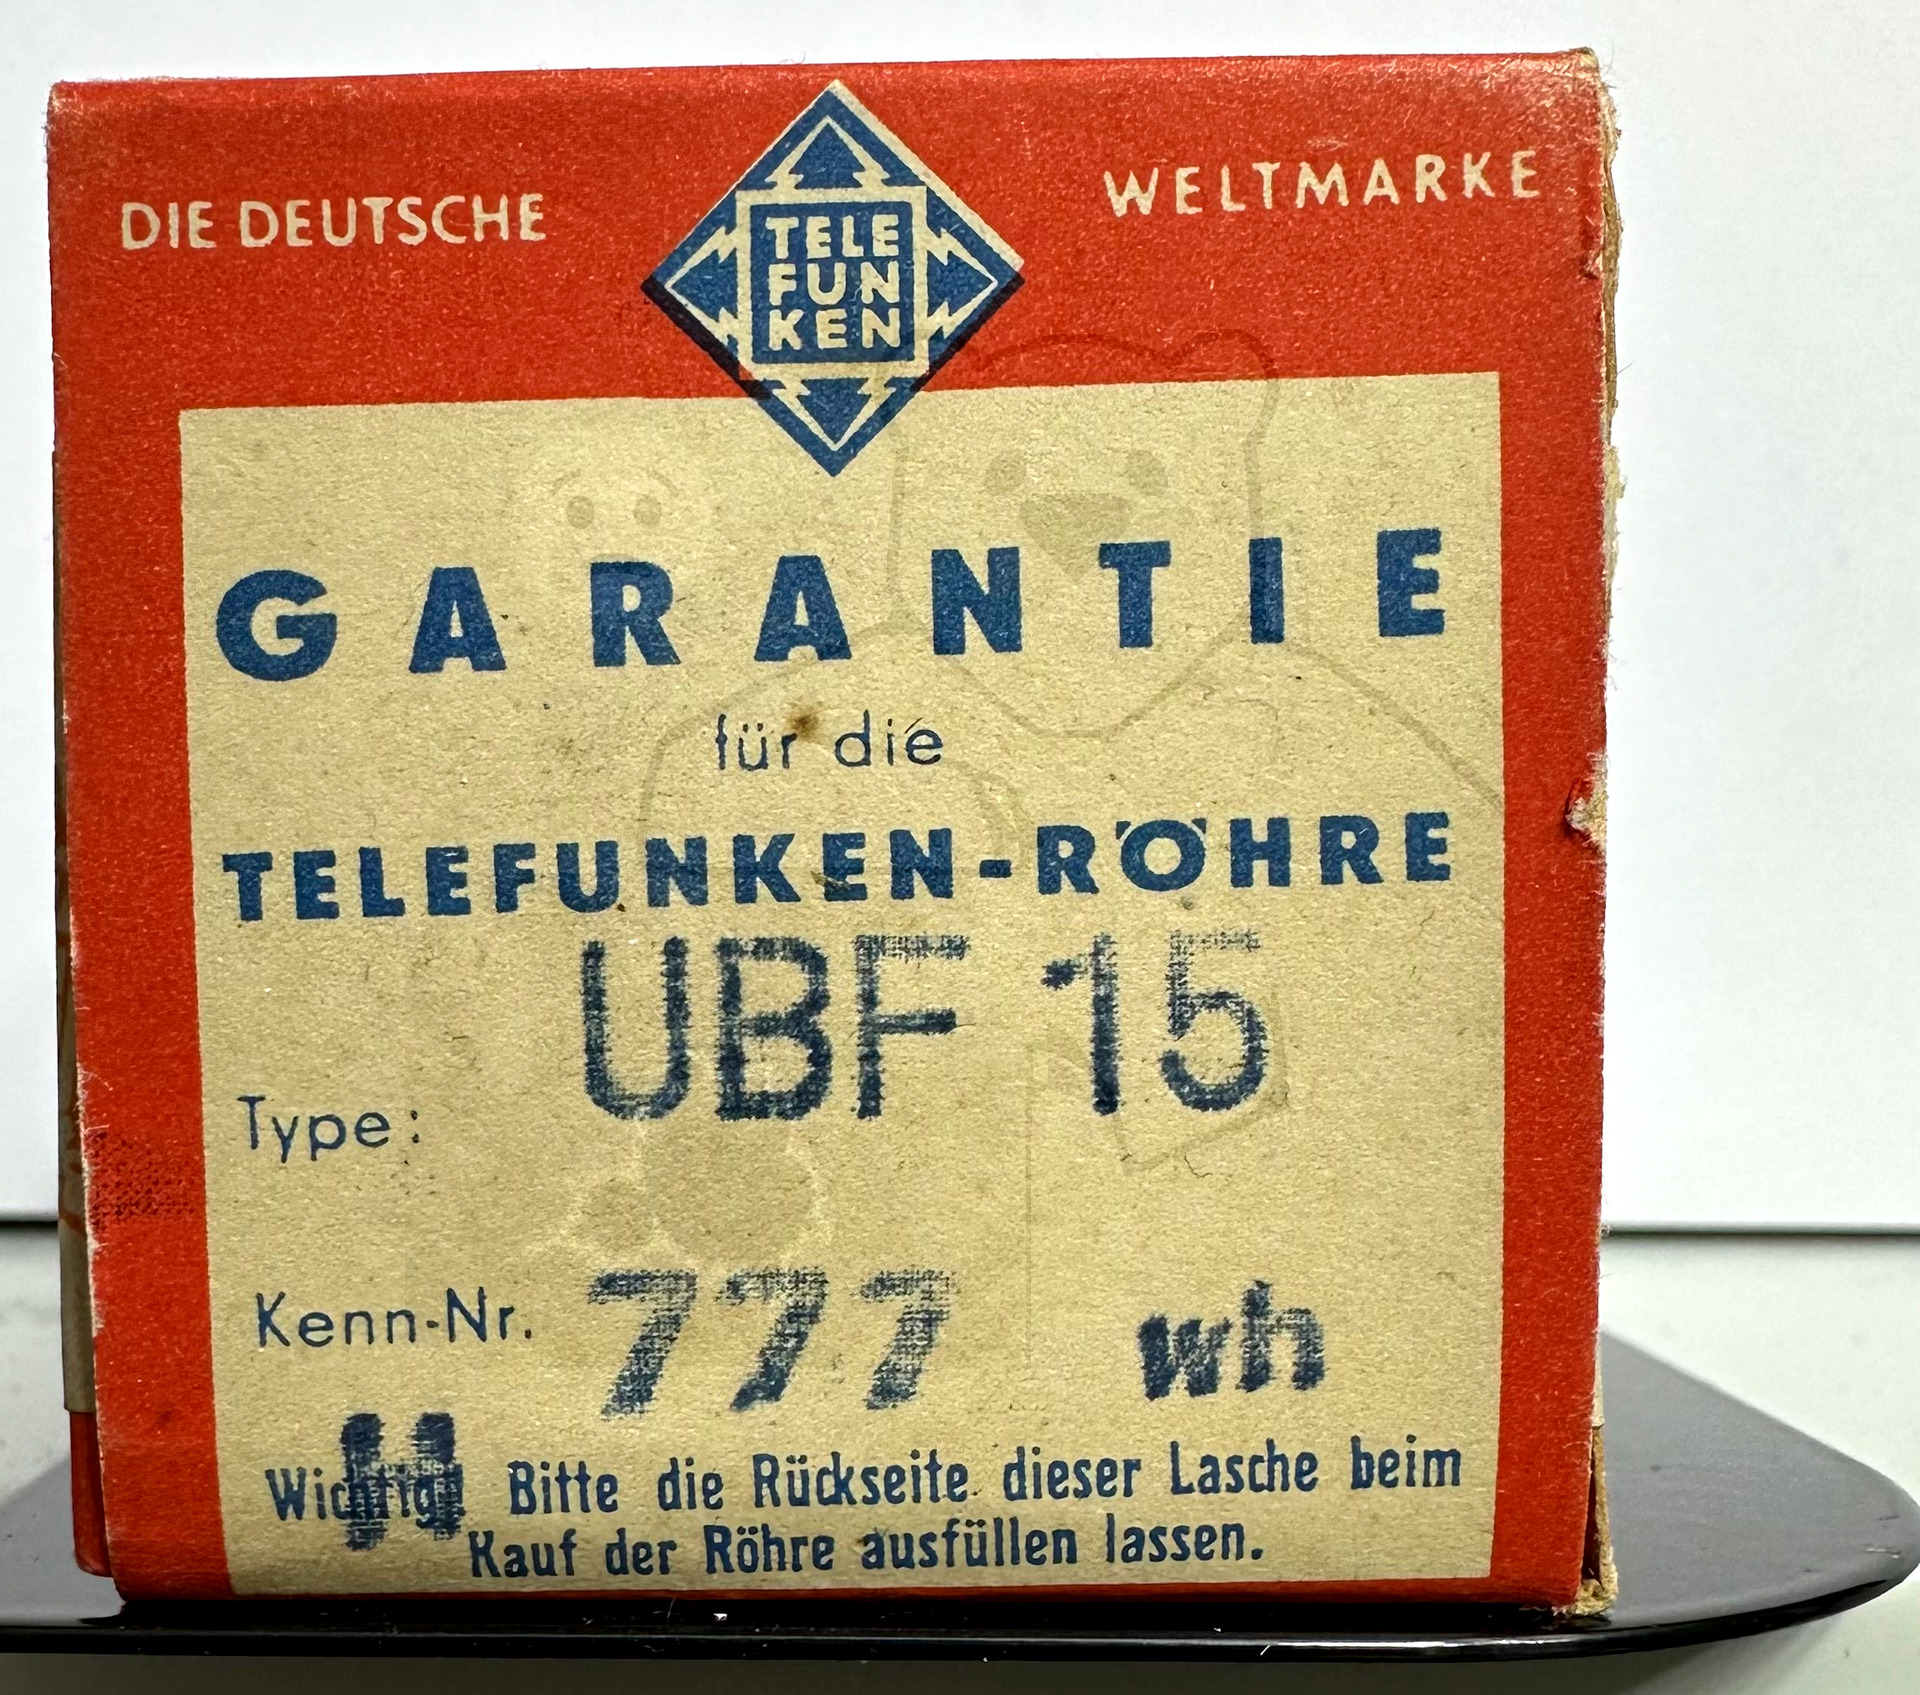 DIE DEUTSCHE WELTMARKE
TELE
FUN
KEN
GARANTIE
für die
TELEFUNKEN-RÖHRE
Type: UBF 15
Kenn-Nr. 777 wh
H
Wichtig! Bitte die Rückseite dieser Lasche beim
Kauf der Röhre ausfüllen lassen.